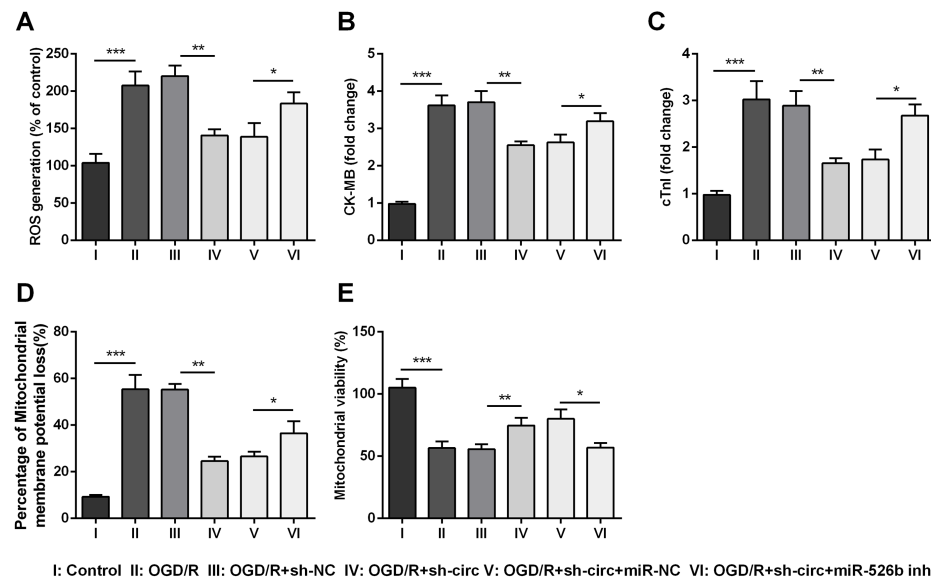 A
ROS generation (% of control)
250
200
150
100
50
0
***
**
*
I II III IV V VI
B
CK-MB (fold change)
5
4
3
2
1
0
***
**
*
I II III IV V VI
C
cTnI (fold change)
4
3
2
1
0
***
**
*
I II III IV V VI
D
Percentage of Mitochondrial
membrane potential loss(%)
80
60
40
20
0
***
**
*
I II III IV V VI
E
Mitochondrial viability (%)
150
100
50
0
***
**
*
I II III IV V VI
I: Control II: OGD/R III: OGD/R+sh-NC IV: OGD/R+sh-circ V: OGD/R+sh-circ+miR-NC VI: OGD/R+sh-circ+miR-526b inh